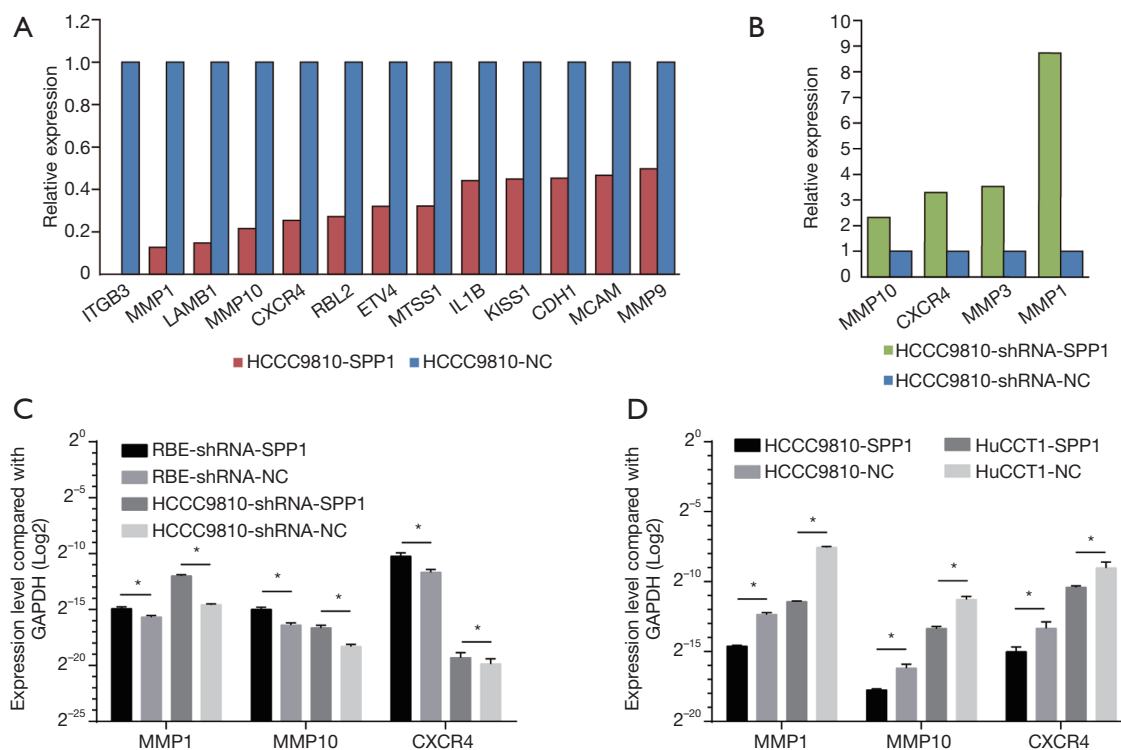 A
Relative expression
1.2
1.0
0.8
0.6
0.4
0.2
0
ITGB3
MMP1
LAMB1
MMP10
CXCR4
RBL2
ETV4
MTSS1
IL1B
KISS1
CDH1
MCAM
MMP9
HCCC9810-SPP1 HCCC9810-NC
B
Relative expression
10
9
8
7
6
5
4
3
2
1
0
MMP10
CXCR4
MMP3
MMP1
HCCC9810-shRNA-SPP1
HCCC9810-shRNA-NC
C
Expression level compared with
GAPDH (Log2)
2⁰
2⁻⁵
2⁻¹⁰
2⁻¹⁵
2⁻²⁰
2⁻²⁵
RBE-shRNA-SPP1
RBE-shRNA-NC
HCCC9810-shRNA-SPP1
HCCC9810-shRNA-NC
* * * * * *
MMP1 MMP10 CXCR4
D
Expression level compared with
GAPDH (Log2)
2⁰
2⁻⁵
2⁻¹⁰
2⁻¹⁵
2⁻²⁰
HCCC9810-SPP1 HuCCT1-SPP1
HCCC9810-NC HuCCT1-NC
* * * * * *
MMP1 MMP10 CXCR4